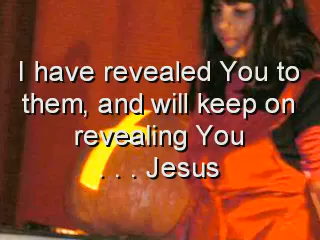 I have revealed You to
them, and will keep on
revealing You
. . . Jesus